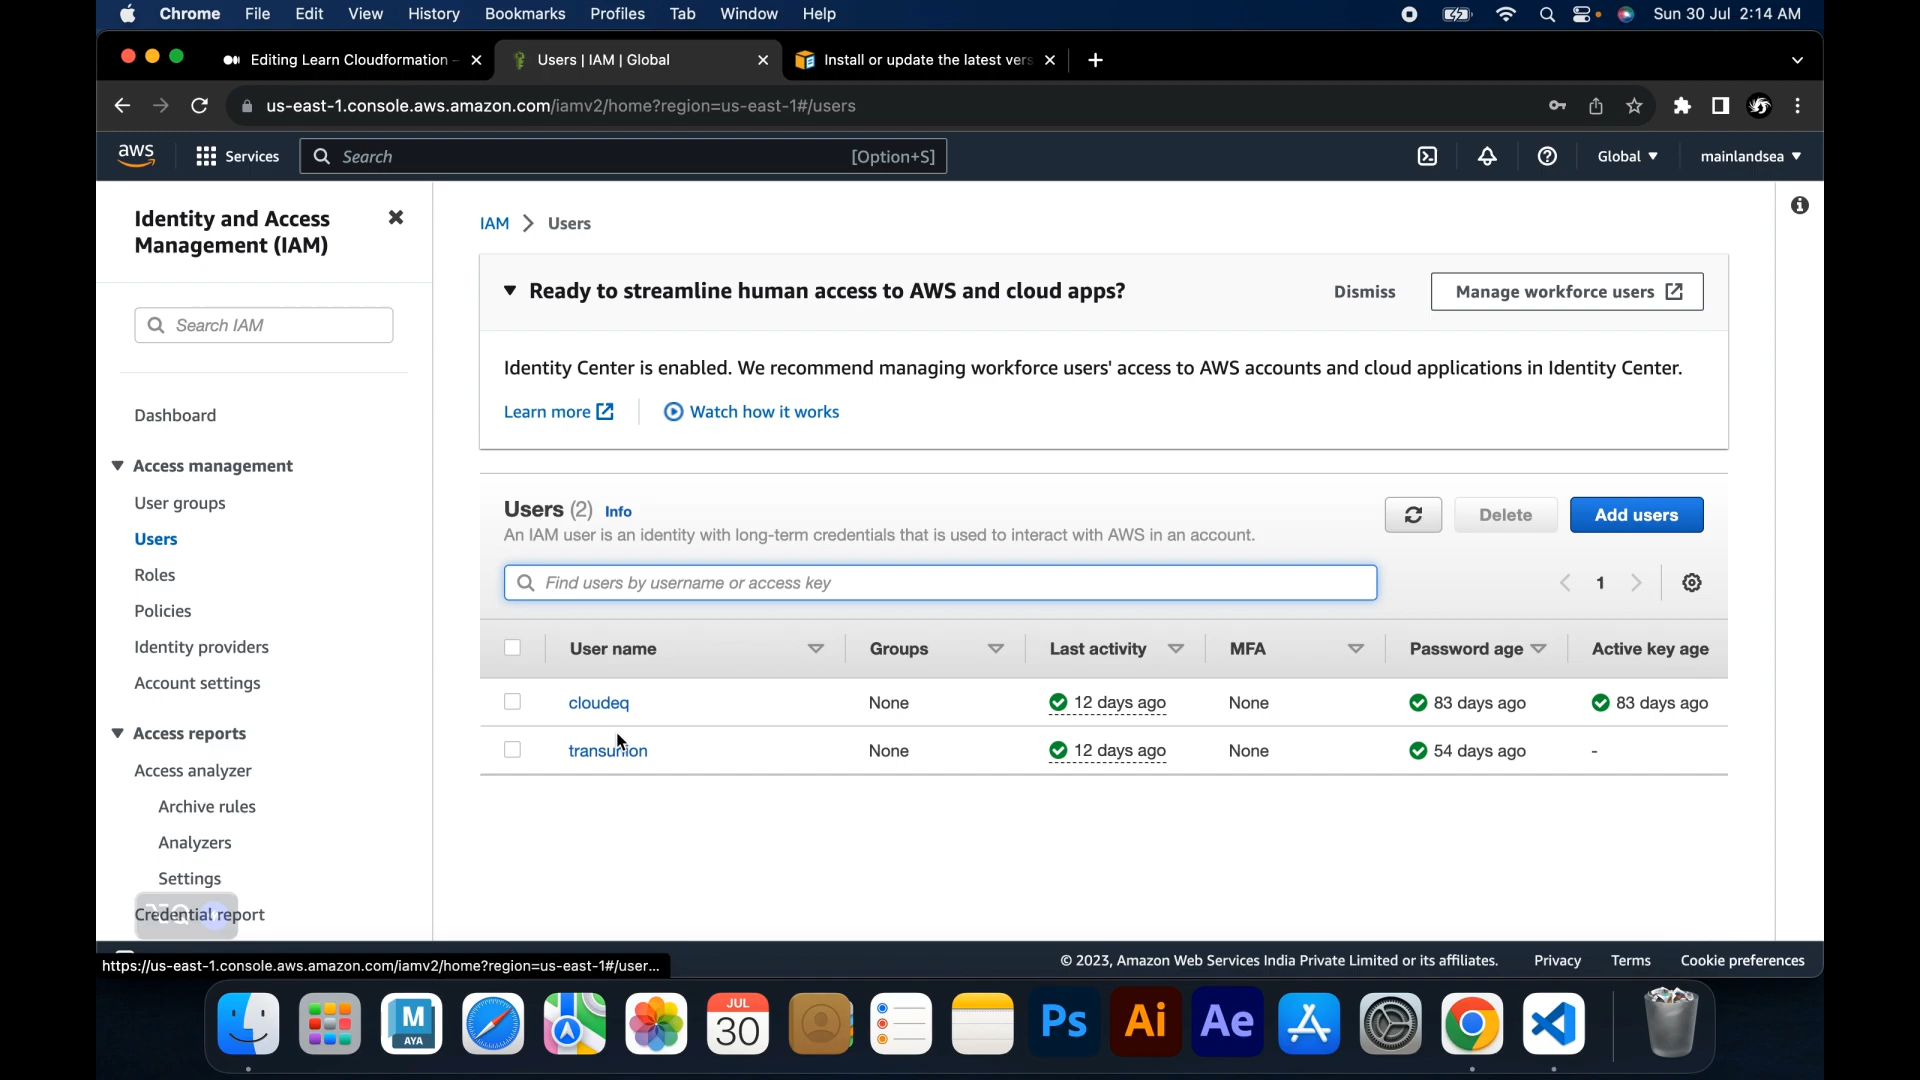 Chrome File Edit View History Bookmarks Profiles Tab Window Help Sun 30 Jul 2:14 AM
Editing Learn Cloudformation - Users | IAM | Global Install or update the latest vers
us-east-1.console.aws.amazon.com/iamv2/home?region=us-east-1#/users
aws Services Search [Option+S] Global mainlandsea
Identity and Access
Management (IAM)
Search IAM
Dashboard
Access management
User groups
Users
Roles
Policies
Identity providers
Account settings
Access reports
Access analyzer
Archive rules
Analyzers
Settings
Credential report
IAM > Users
Ready to streamline human access to AWS and cloud apps? Dismiss Manage workforce users
Identity Center is enabled. We recommend managing workforce users' access to AWS accounts and cloud applications in Identity Center.
Learn more Watch how it works
Users (2) Info Delete Add users
An IAM user is an identity with long-term credentials that is used to interact with AWS in an account.
Find users by username or access key 1
User name Groups Last activity MFA Password age Active key age
cloudeq None 12 days ago None 83 days ago 83 days ago
transunion None 12 days ago None 54 days ago -
https://us-east-1.console.aws.amazon.com/iamv2/home?region=us-east-1#/user...
© 2023, Amazon Web Services India Private Limited or its affiliates. Privacy Terms Cookie preferences
M
AYA
JUL
30
Ps
Ai
Ae